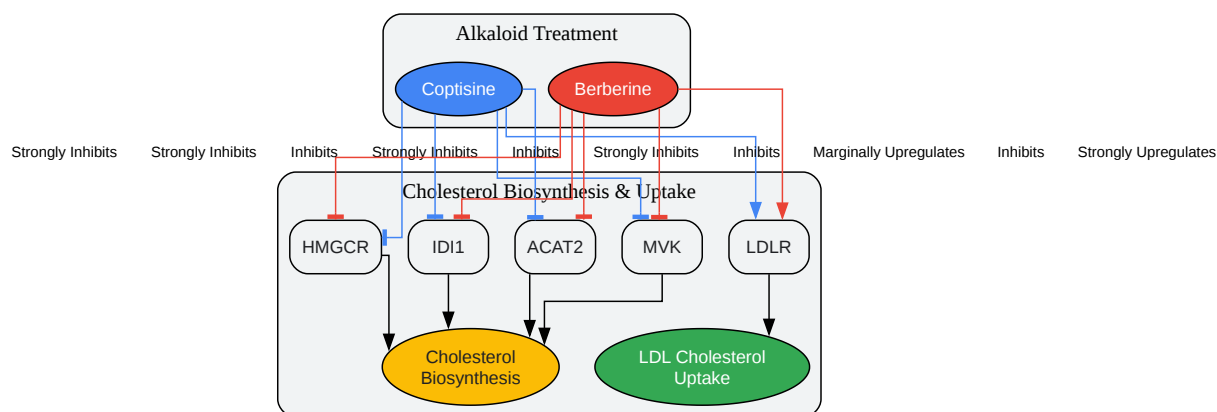 Alkaloid Treatment
Coptisine
Berberine
Strongly Inhibits
Strongly Inhibits
Inhibits
Strongly Inhibits
Inhibits
Strongly Inhibits
Inhibits
Marginally Upregulates
Inhibits
Strongly Upregulates
Cholesterol Biosynthesis & Uptake
HMGCR
IDI1
ACAT2
MVK
LDLR
Cholesterol
Biosynthesis
LDL Cholesterol
Uptake